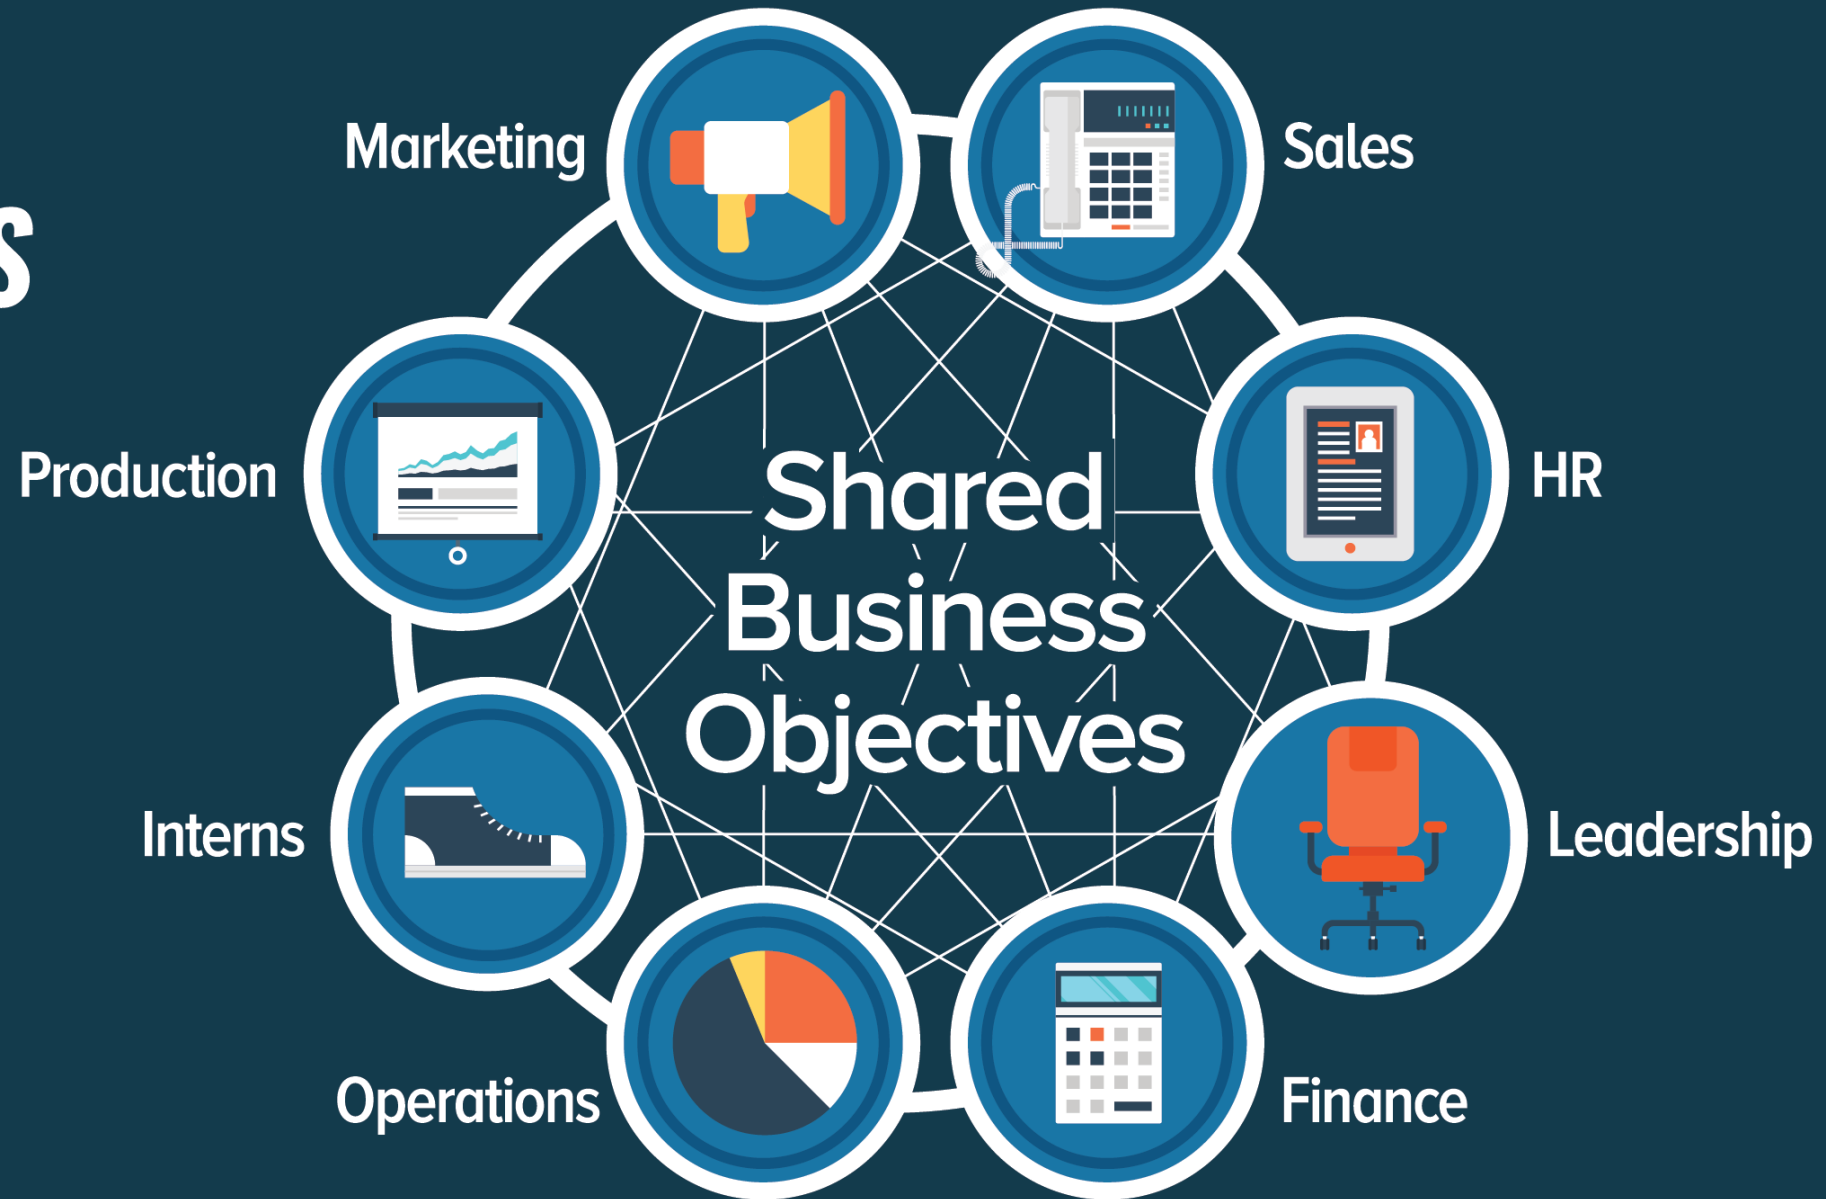 Marketing
Sales
S
Production
HR
Shared
Business
Objectives
Interns
Leadership
Operations
Finance